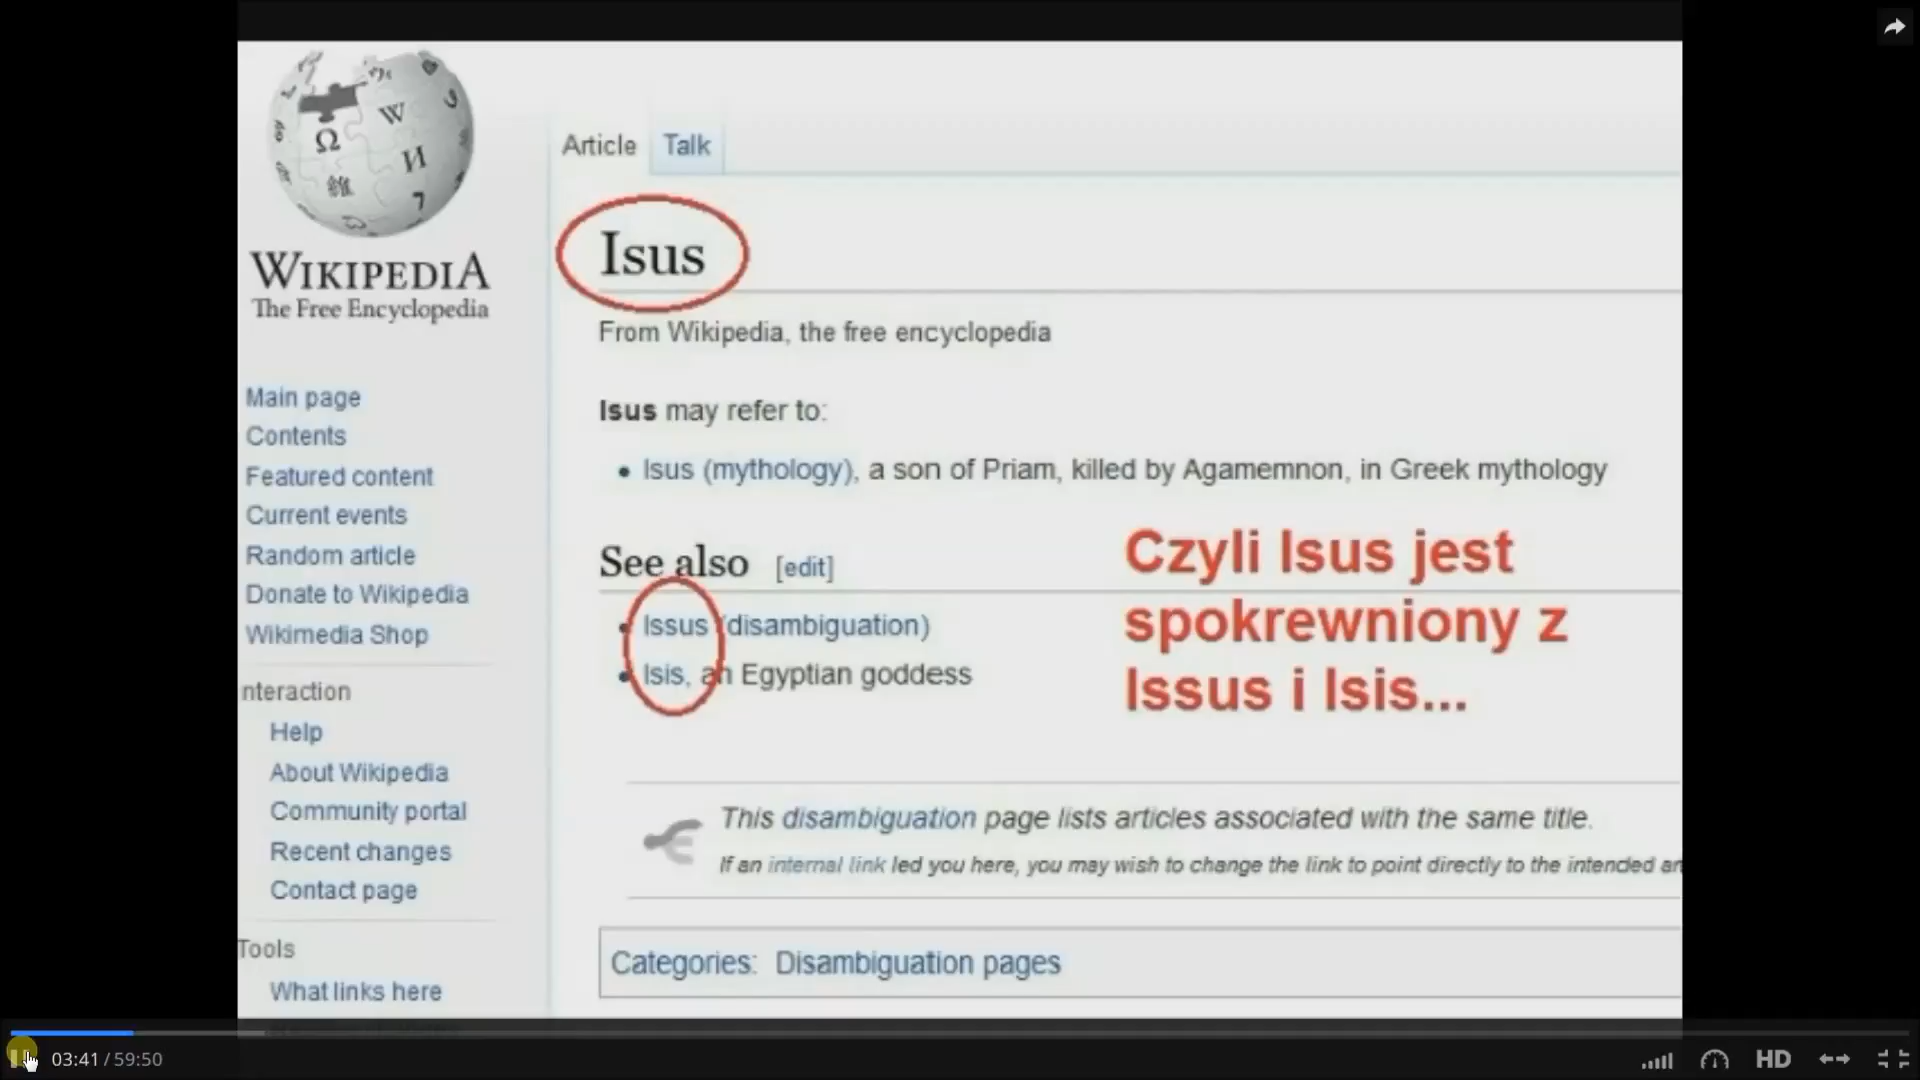 WIKIPEDIA
The Free Encyclopedia
Main page
Contents
Featured content
Current events
Random article
Donate to Wikipedia
Wikimedia Shop
nteraction
Help
About Wikipedia
Community portal
Recent changes
Contact page
Tools
What links here
Article Talk
Isus
From Wikipedia, the free encyclopedia
Isus may refer to:
• Isus (mythology), a son of Priam, killed by Agamemnon, in Greek mythology
See also [edit]
• Issus (disambiguation)
• Isis, an Egyptian goddess
Czyli Isus jest
spokrewniony z
Issus i Isis...
This disambiguation page lists articles associated with the same title.
If an internal link led you here, you may wish to change the link to point directly to the intended ar
Categories: Disambiguation pages
03:41 / 59:50
HD